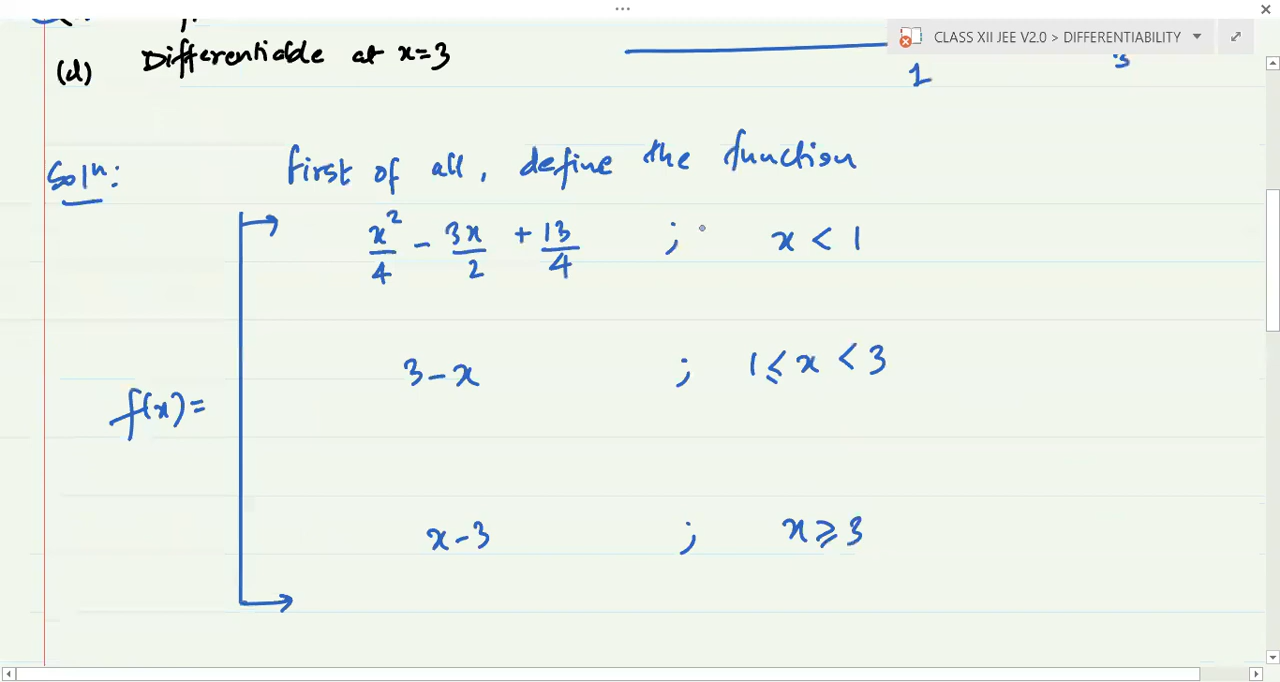 CLASS XII JEE V2.0 > DIFFERENTIABILITY
(d) Differentiable at x=3
1 3
Solⁿ: first of all, define the function
f(x)=
x²/4 - 3x/2 + 13/4 ; x < 1
3-x ; 1 ≤ x < 3
x-3 ; x ≥ 3